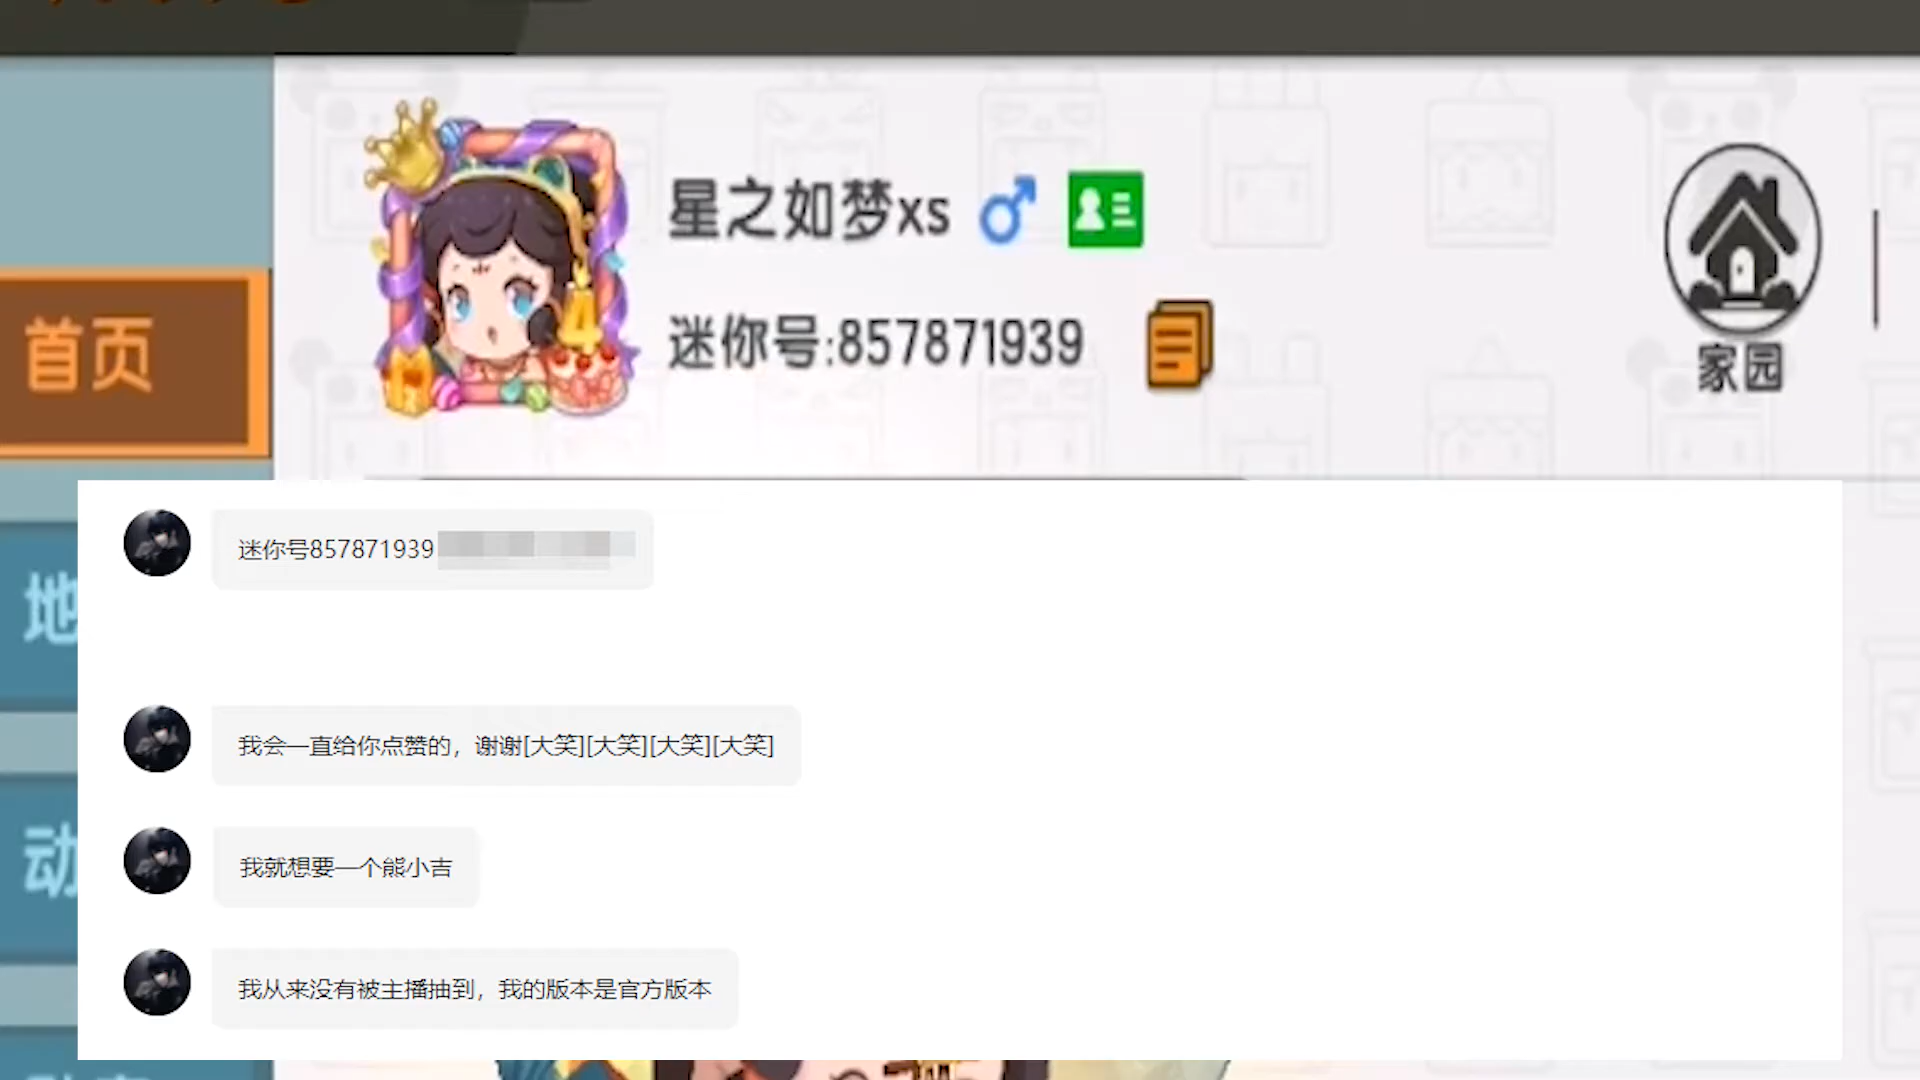 星之如梦xs
迷你号:857871939
家园
首页
地
动
迷你号857871939
我会一直给你点赞的，谢谢[大笑][大笑][大笑][大笑]
我就想要一个熊小吉
我从来没有被主播抽到，我的版本是官方版本